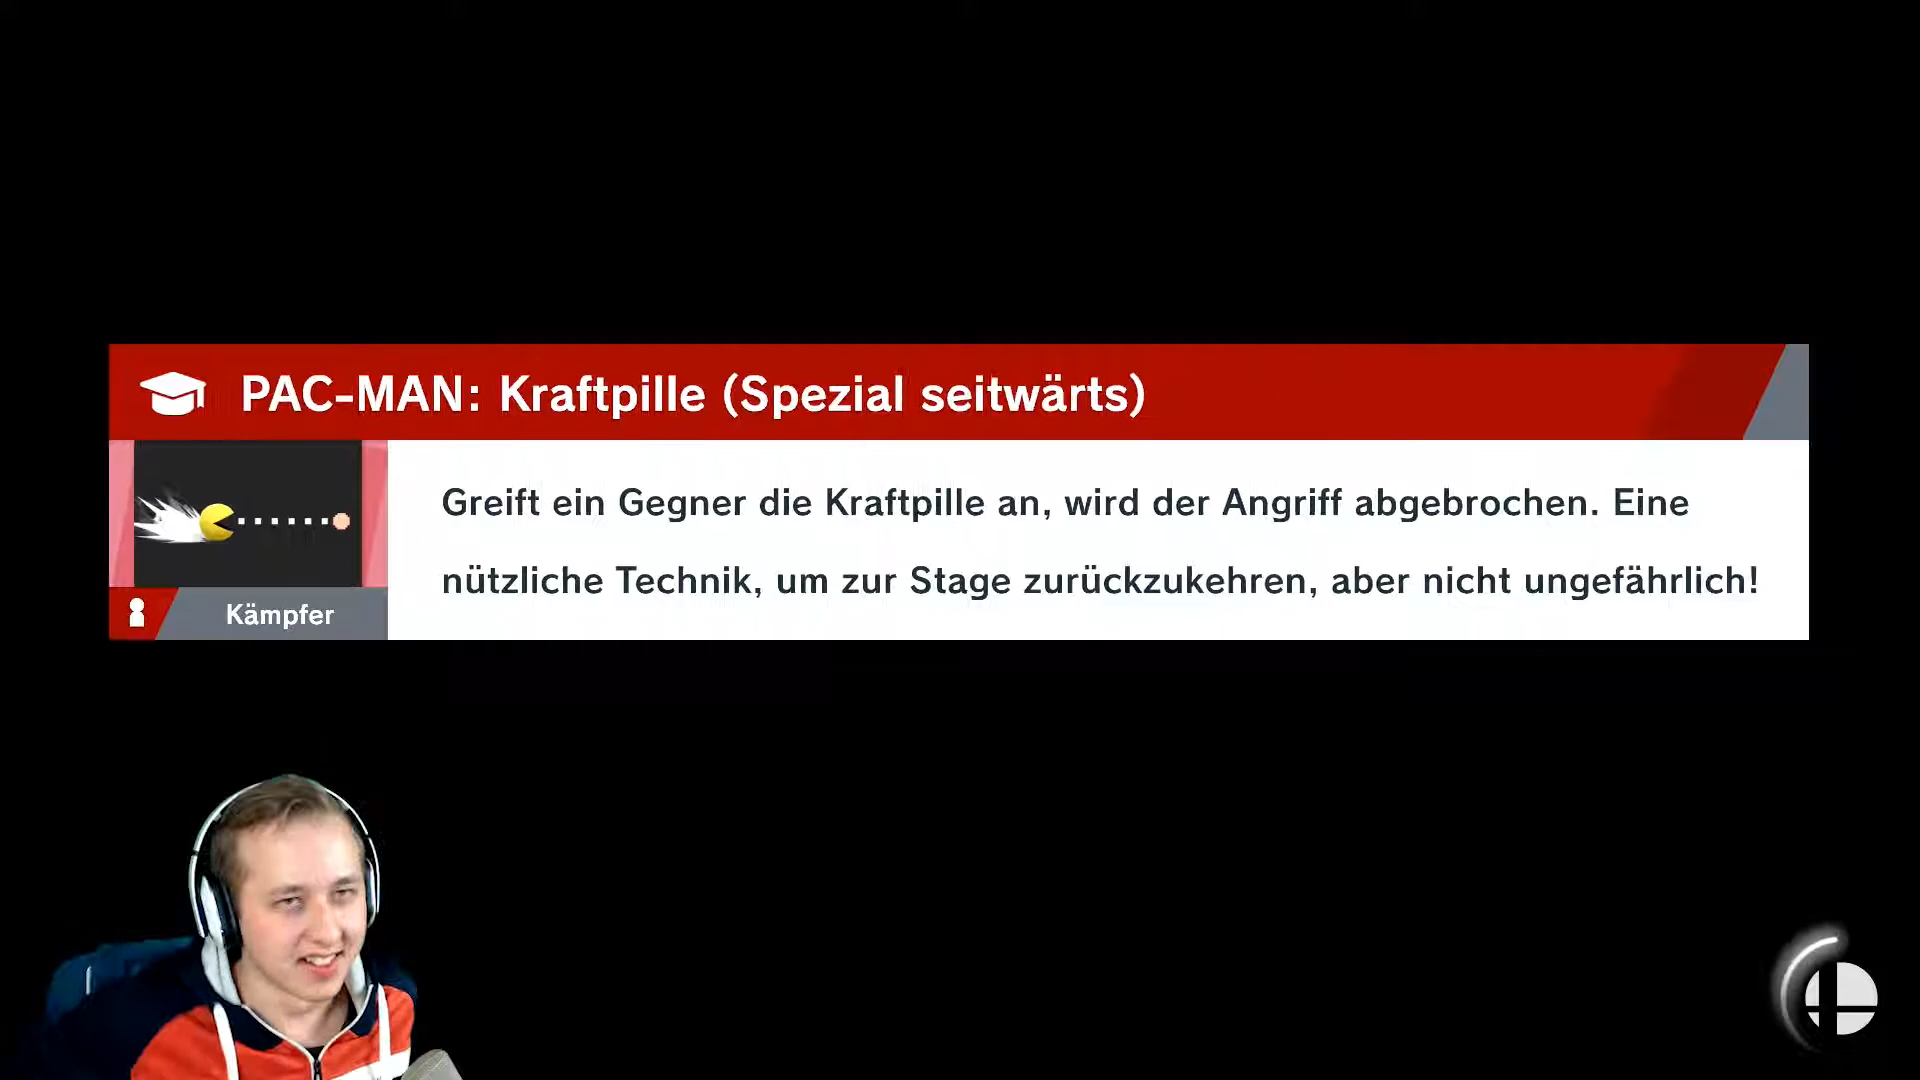 PAC-MAN: Kraftpille (Spezial seitwärts)
Greift ein Gegner die Kraftpille an, wird der Angriff abgebrochen. Eine
nützliche Technik, um zur Stage zurückzukehren, aber nicht ungefährlich!
Kämpfer